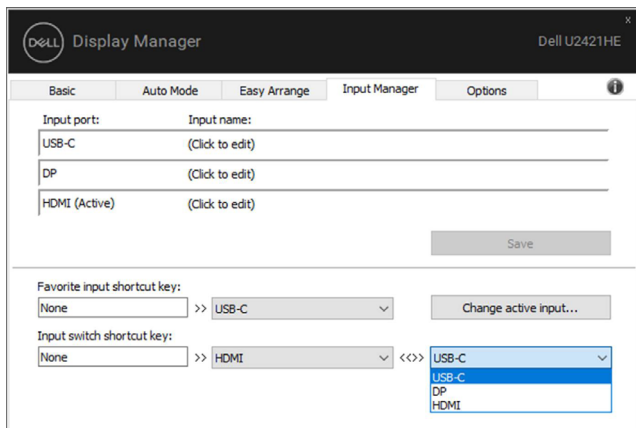 DELL Display Manager Dell U2421HE
x
Basic Auto Mode Easy Arrange Input Manager Options i
Input port: Input name:
USB-C (Click to edit)
DP (Click to edit)
HDMI (Active) (Click to edit)
Save
Favorite input shortcut key:
None >> USB-C Change active input...
Input switch shortcut key:
None >> HDMI <<>> USB-C
USB-C
DP
HDMI